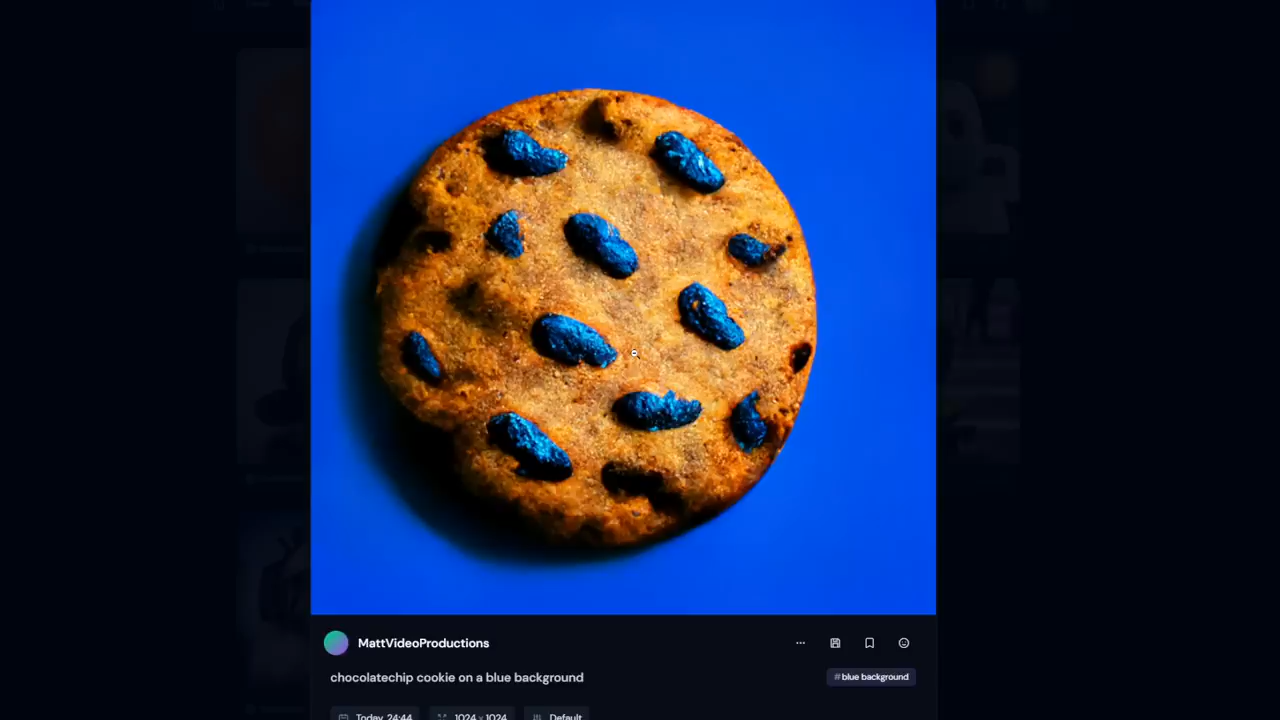 MattVideoProductions
chocolatechip cookie on a blue background
#blue background
Today, 24:44
1024 x 1024
Default